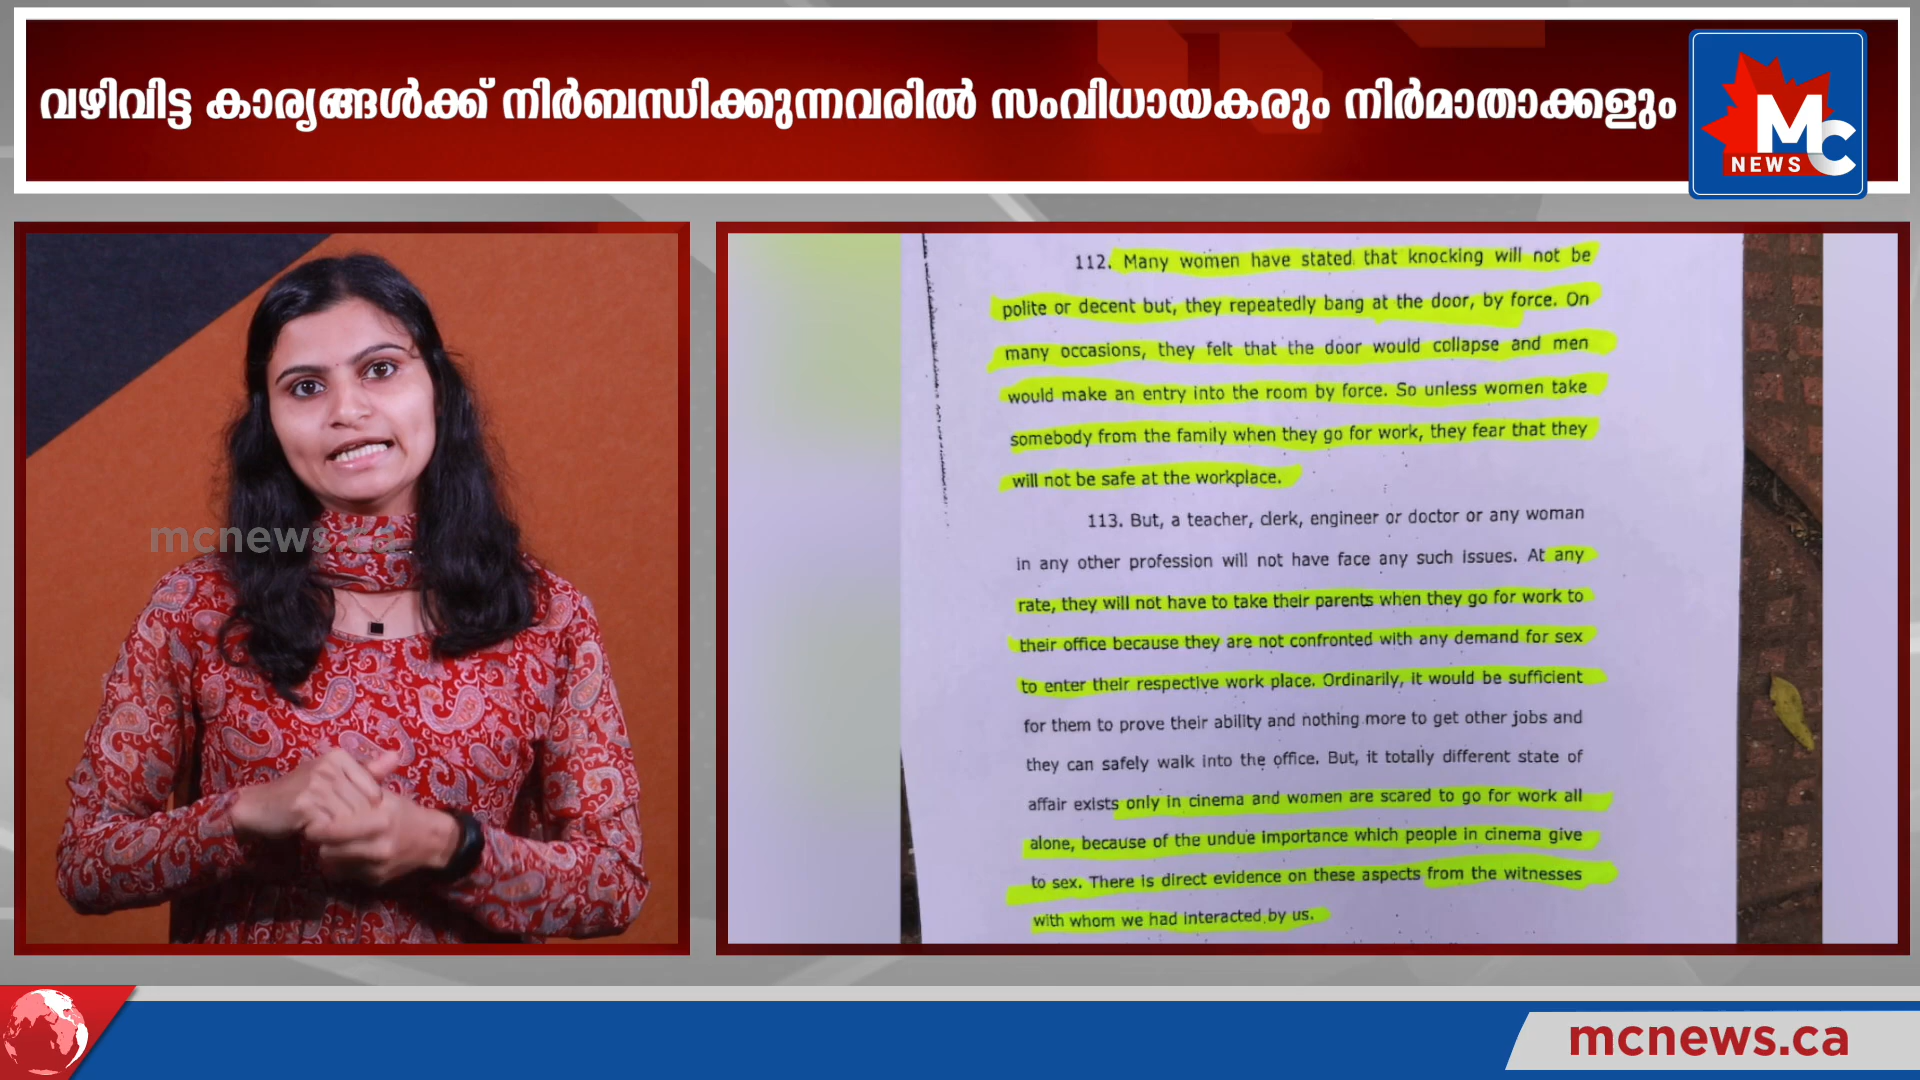 വഴിവിട്ട കാര്യങ്ങൾക്ക് നിർബന്ധിക്കുന്നവരിൽ സംവിധായകരും നിർമാതാക്കളും
MC
NEWS
mcnews.ca
112. Many women have stated that knocking will not be
polite or decent but, they repeatedly bang at the door, by force. On
many occasions, they felt that the door would collapse and men
would make an entry into the room by force. So unless women take
somebody from the family when they go for work, they fear that they
will not be safe at the workplace.
113. But, a teacher, clerk, engineer or doctor or any woman
in any other profession will not have face any such issues. At any
rate, they will not have to take their parents when they go for work to
their office because they are not confronted with any demand for sex
to enter their respective work place. Ordinarily, it would be sufficient
for them to prove their ability and nothing more to get other jobs and
they can safely walk into the office. But, it totally different state of
affair exists only in cinema and women are scared to go for work all
alone, because of the undue importance which people in cinema give
to sex. There is direct evidence on these aspects from the witnesses
with whom we had interacted by us.
mcnews.ca